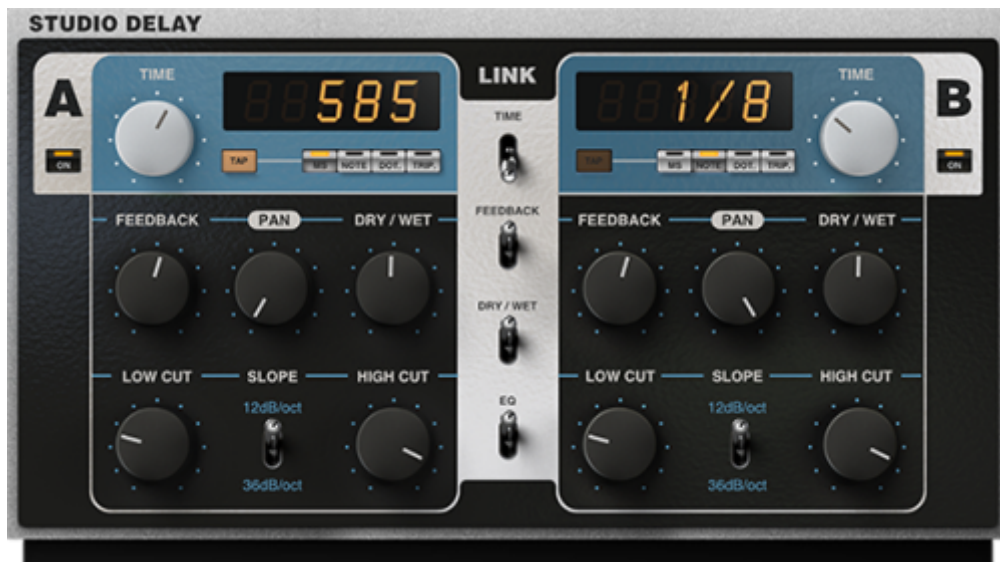 STUDIO DELAY
A
TIME
585
ON
TAP
MS NOTE DOT. TRIP.
FEEDBACK PAN DRY / WET
LOW CUT SLOPE HIGH CUT
12dB/oct
36dB/oct
LINK
TIME
FEEDBACK
DRY / WET
EQ
1/8
TIME
B
TAP
MS NOTE DOT. TRIP.
ON
FEEDBACK PAN DRY / WET
LOW CUT SLOPE HIGH CUT
12dB/oct
36dB/oct